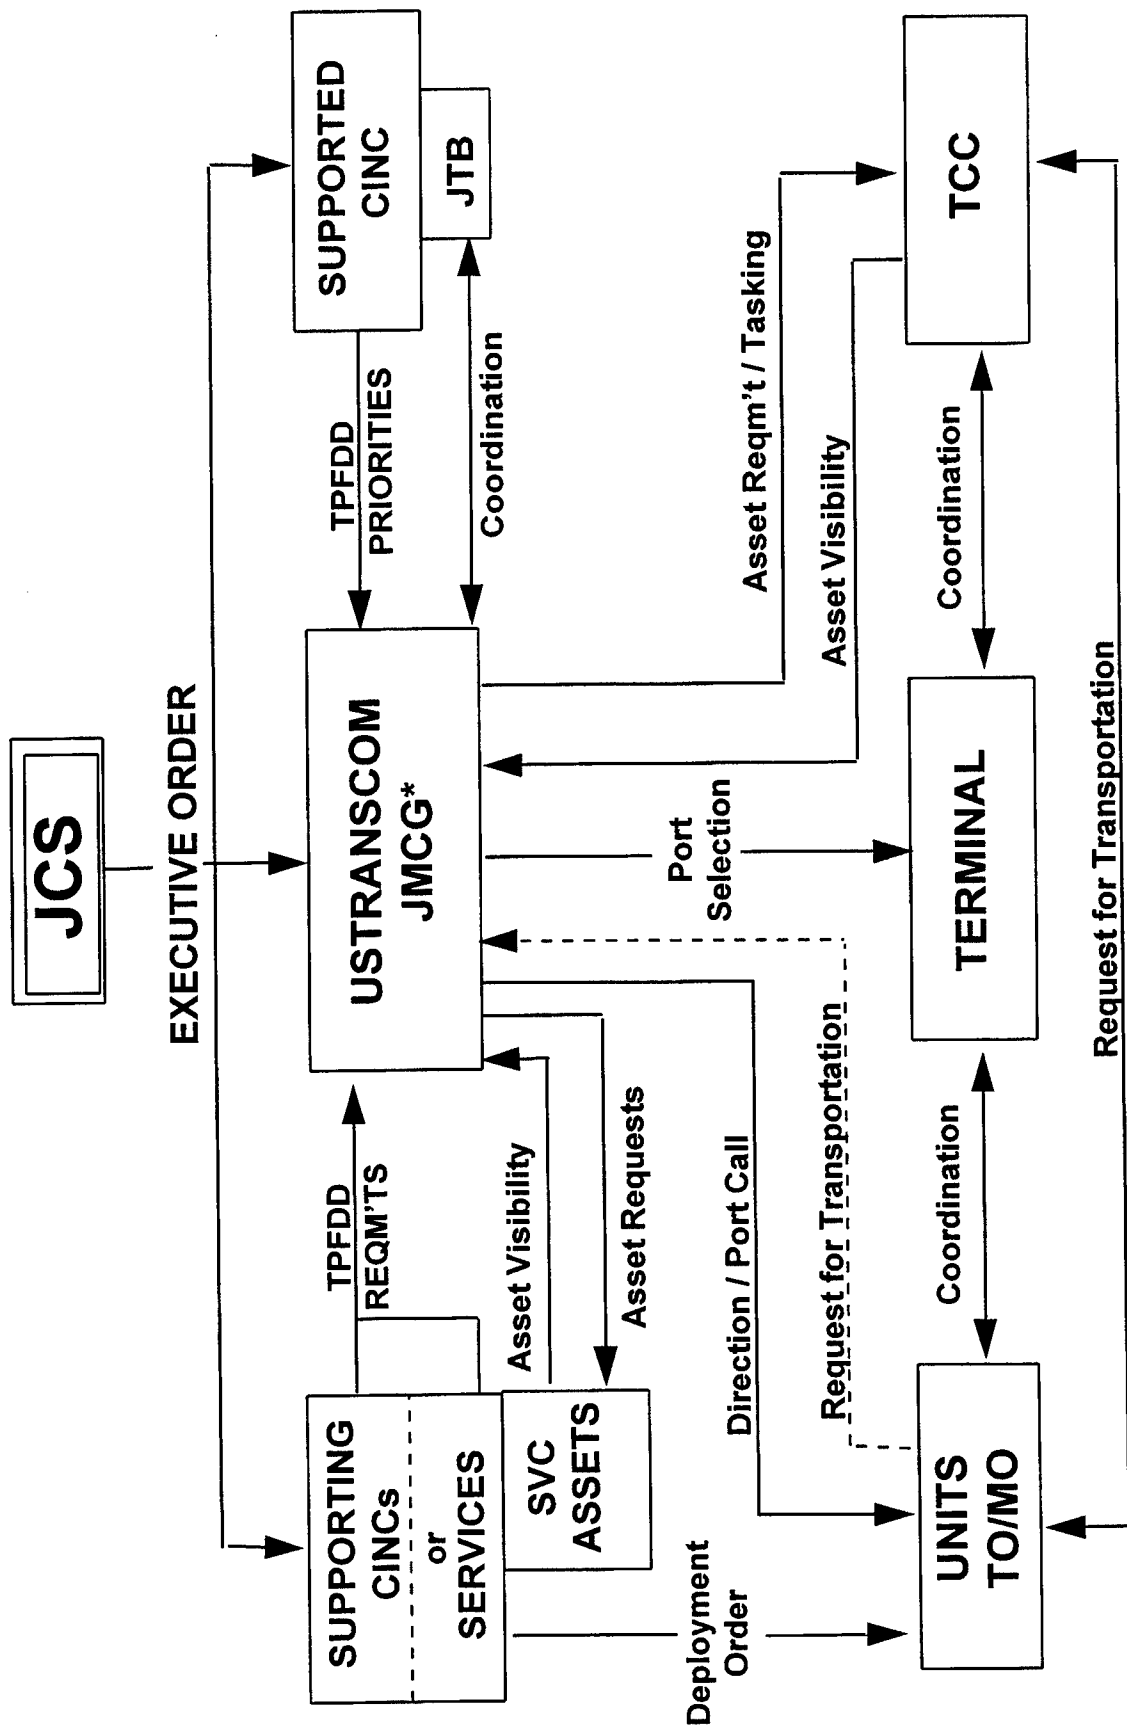 JCS
EXECUTIVE ORDER
SUPPORTING
CINCs
or
SERVICES
SVC
ASSETS
TPFDD
REQM'TS
USTRANSCOM
JMCG*
TPFDD
PRIORITIES
SUPPORTED
CINC
JTB
Coordination
Asset Visibility
Asset Requests
Direction / Port Call
Request for Transportation
Port
Selection
Asset Visibility
Asset Reqm't / Tasking
Deployment
Order
UNITS
TO/MO
Coordination
TERMINAL
Coordination
TCC
Request for Transportation